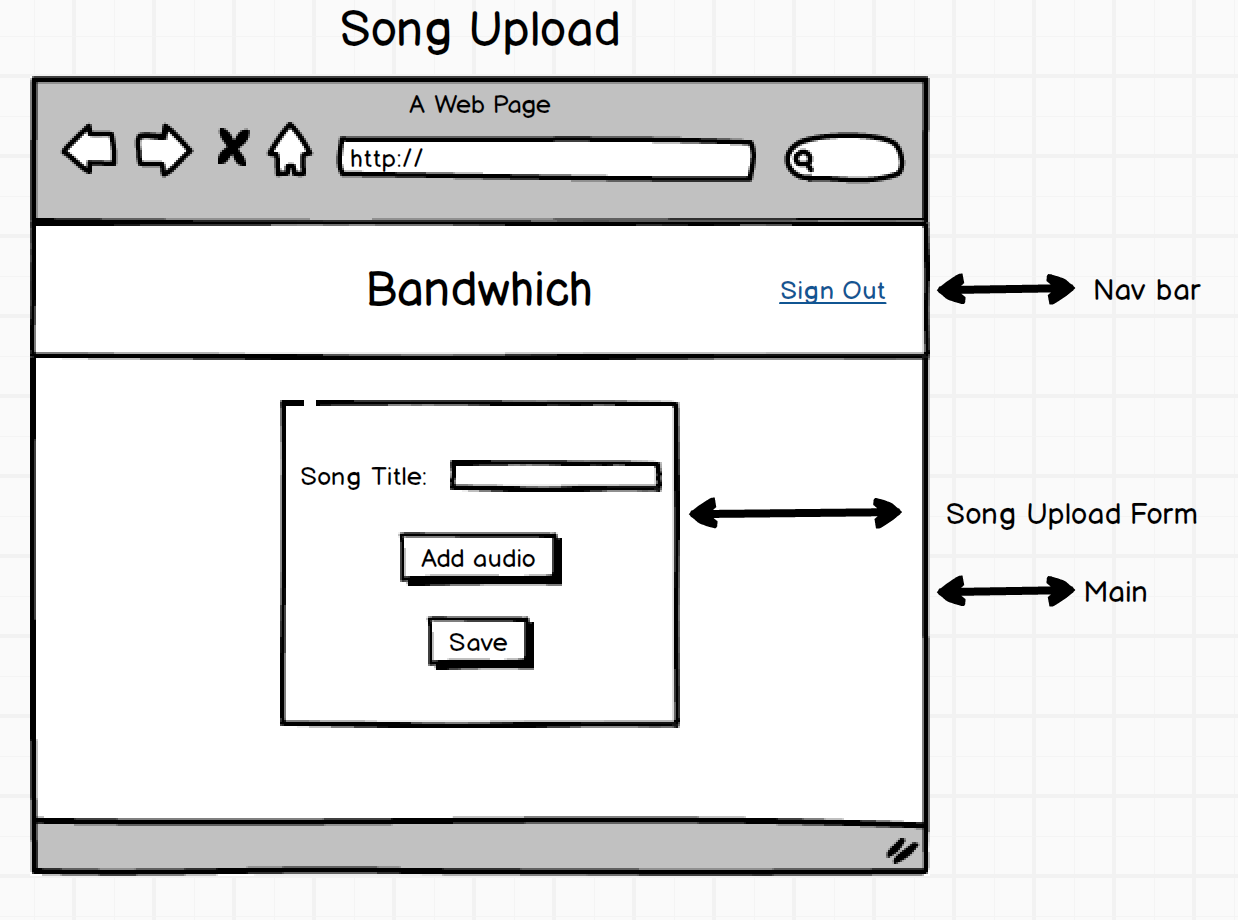 Song Upload
A Web Page
http://
Bandwhich
Sign Out
Nav bar
Song Title:
Song Upload Form
Add audio
Main
Save